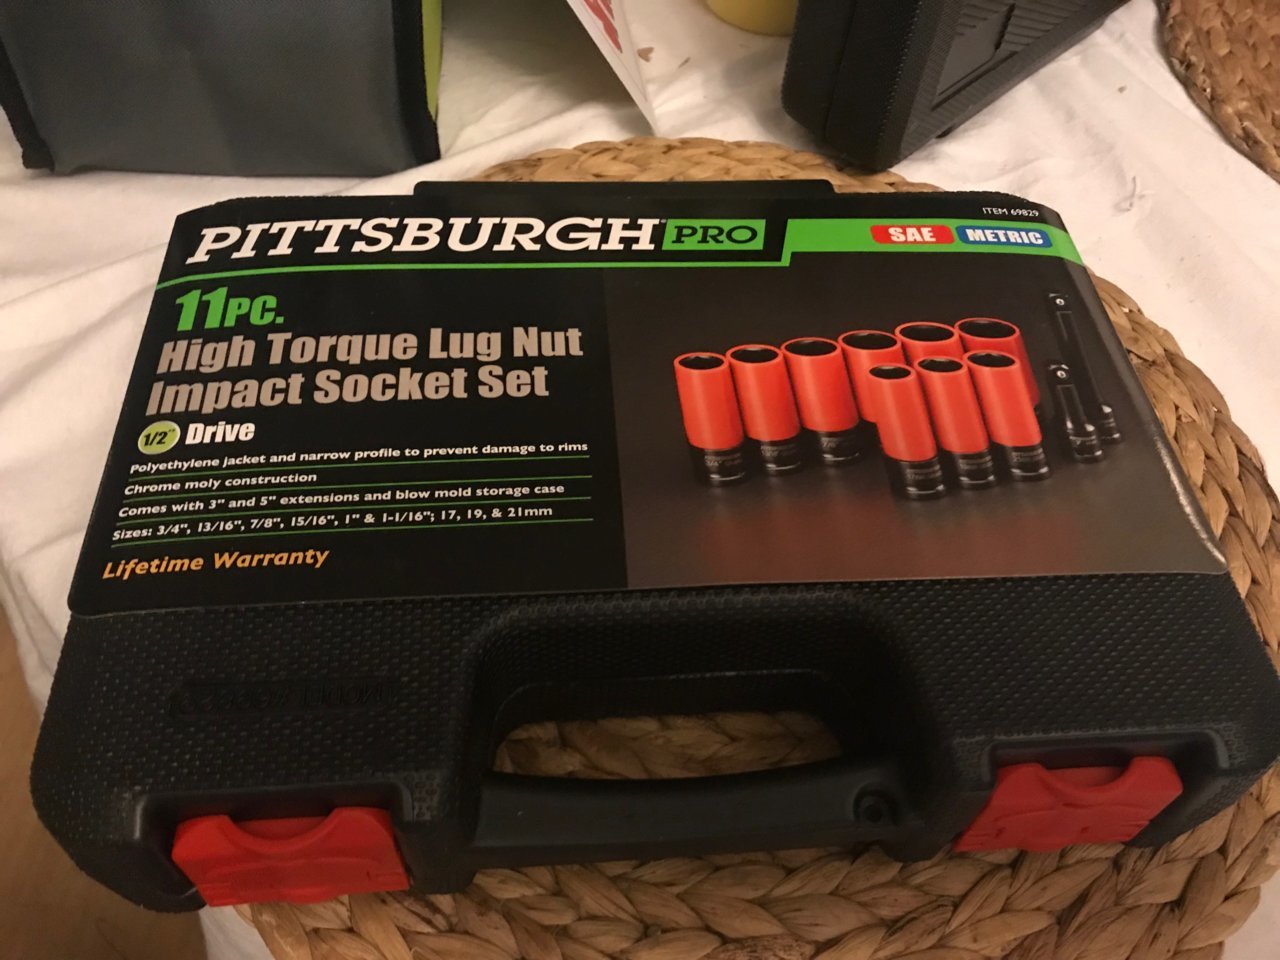 ITEM 69829
PITTSBURGH® PRO
SAE METRIC
11PC.
High Torque Lug Nut
Impact Socket Set
1/2" Drive
Polyethylene jacket and narrow profile to prevent damage to rims
Chrome moly construction
Comes with 3" and 5" extensions and blow mold storage case
Sizes: 3/4", 13/16", 7/8", 15/16", 1" & 1-1/16"; 17, 19, & 21mm
Lifetime Warranty